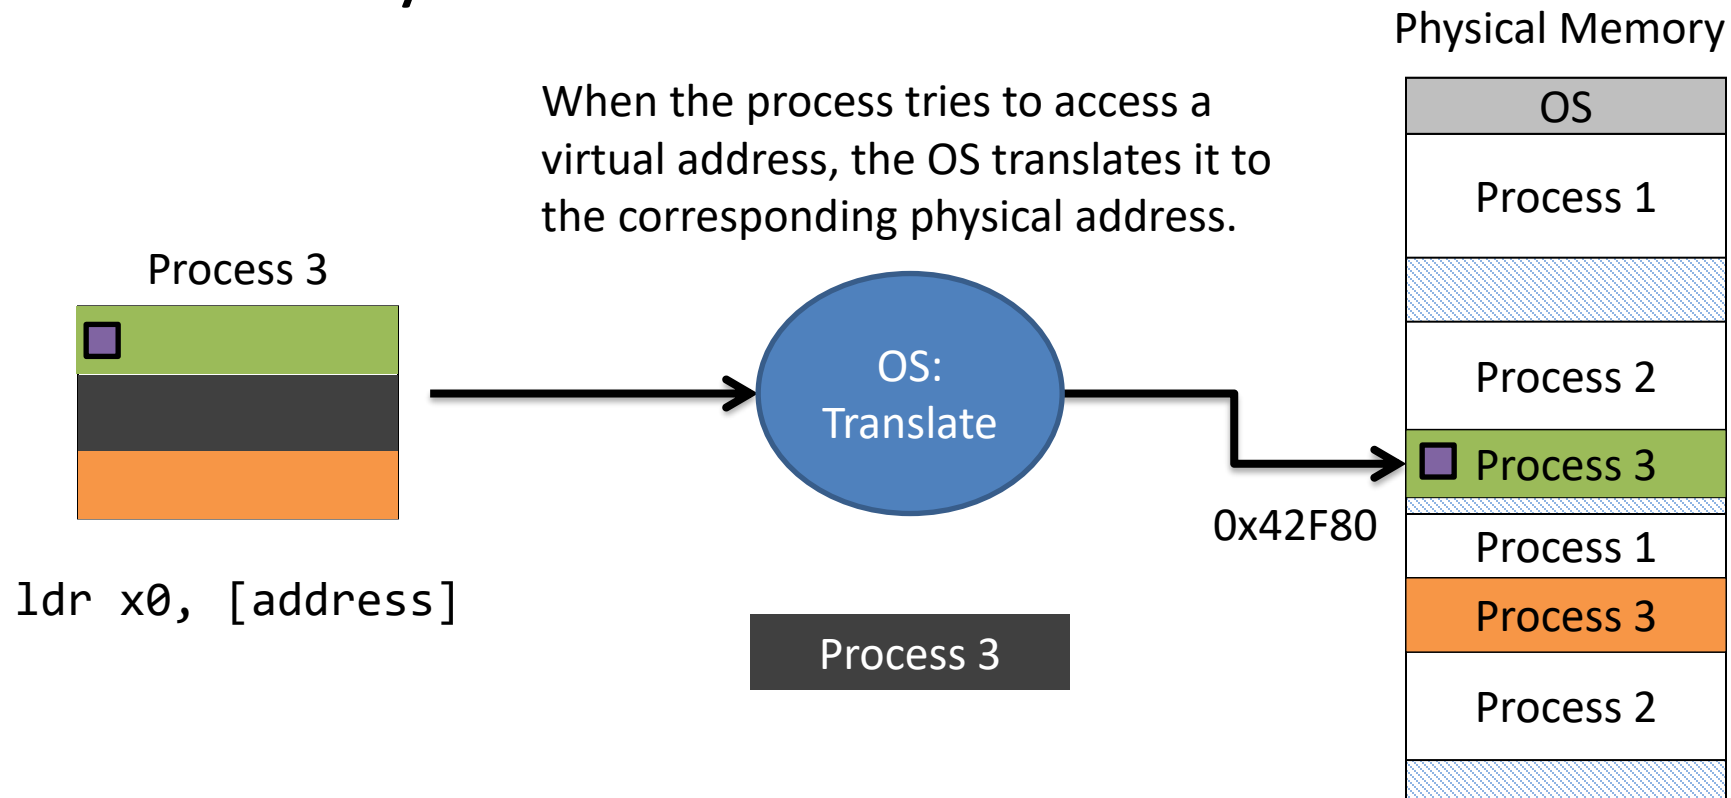 Physical Memory
When the process tries to access a
virtual address, the OS translates it to
the corresponding physical address.
Process 3
OS:
Translate
0x42F80
ldr x0, [address]
Process 3
OS
Process 1
Process 2
Process 3
Process 1
Process 3
Process 2